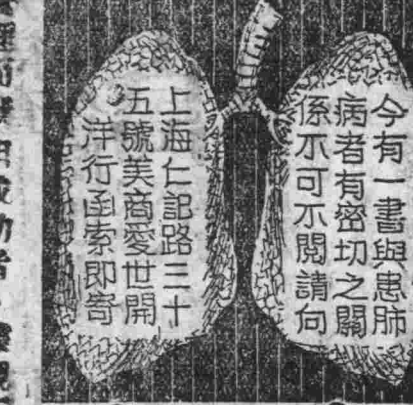 今有一書與患肺
病者有密切之關
係不可不閱請向
上海仁記路三十
五號美商愛世開
洋行函索即寄